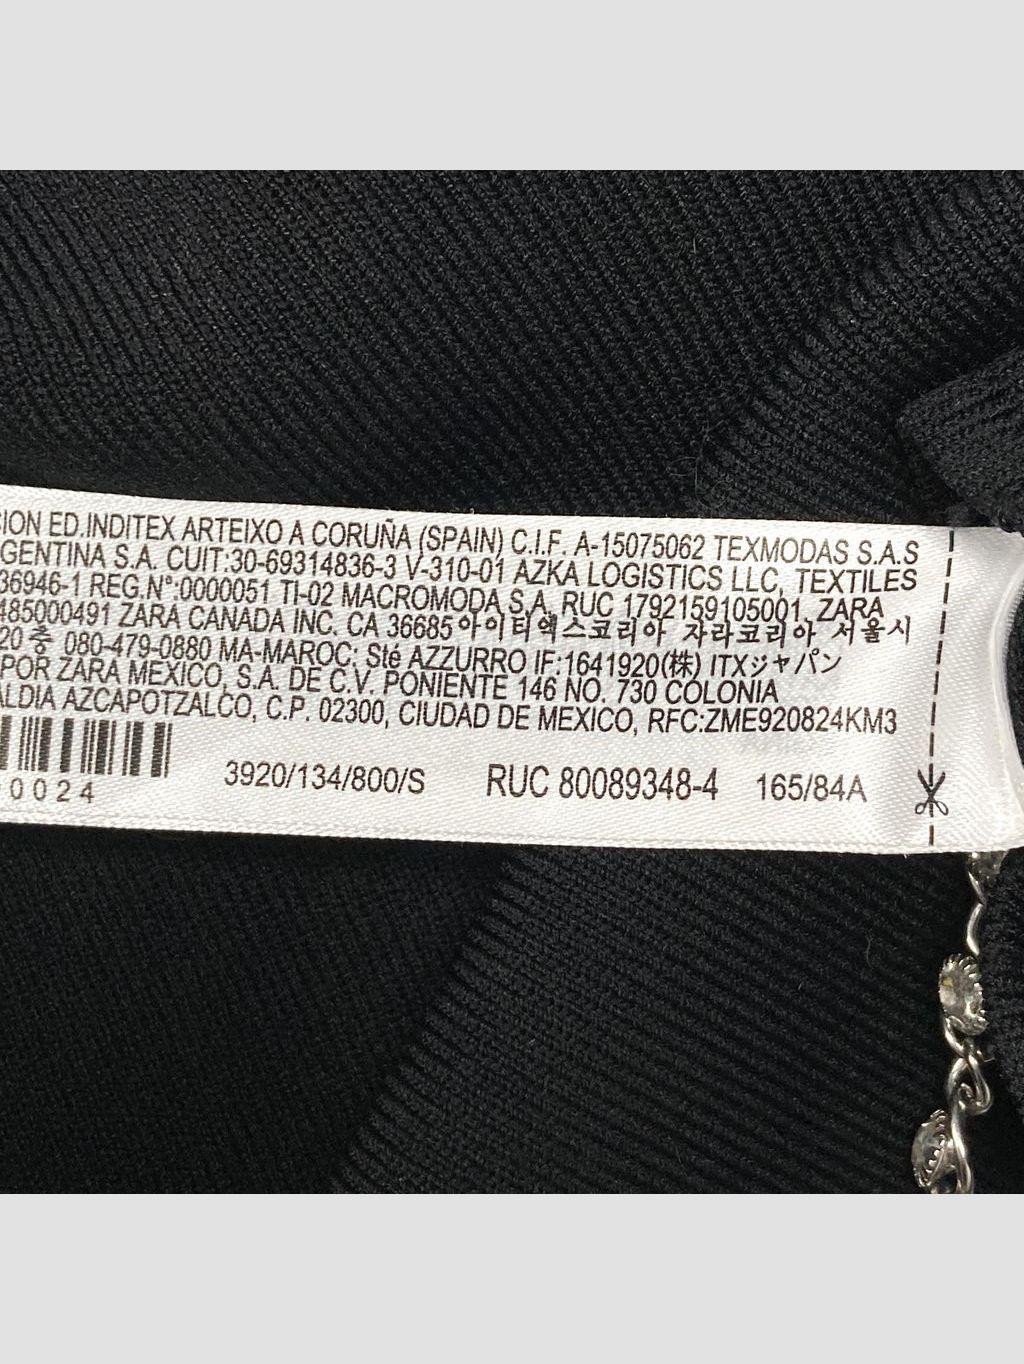 CION ED.INDITEX ARTEIXO A CORUÑA (SPAIN) C.I.F. A-15075062 TEXMODAS S.A.S
GENTINA S.A. CUIT:30-69314836-3 V-310-01 AZKA LOGISTICS LLC, TEXTILES
36946-1 REG.N°:0000051 TI-02 MACROMODA S.A. RUC 1792159105001, ZARA
485000491 ZARA CANADA INC. CA 36685 아이티엑스코리아 자라코리아 서울시
20 층 080-479-0880 MA-MAROC: Sté AZZURRO IF:1641920(株) ITXジャパン
POR ZARA MEXICO, S.A. DE C.V. PONIENTE 146 NO. 730 COLONIA
ALDIA AZCAPOTZALCO, C.P. 02300, CIUDAD DE MEXICO, RFC:ZME920824KM3
0024 3920/134/800/S RUC 80089348-4 165/84A